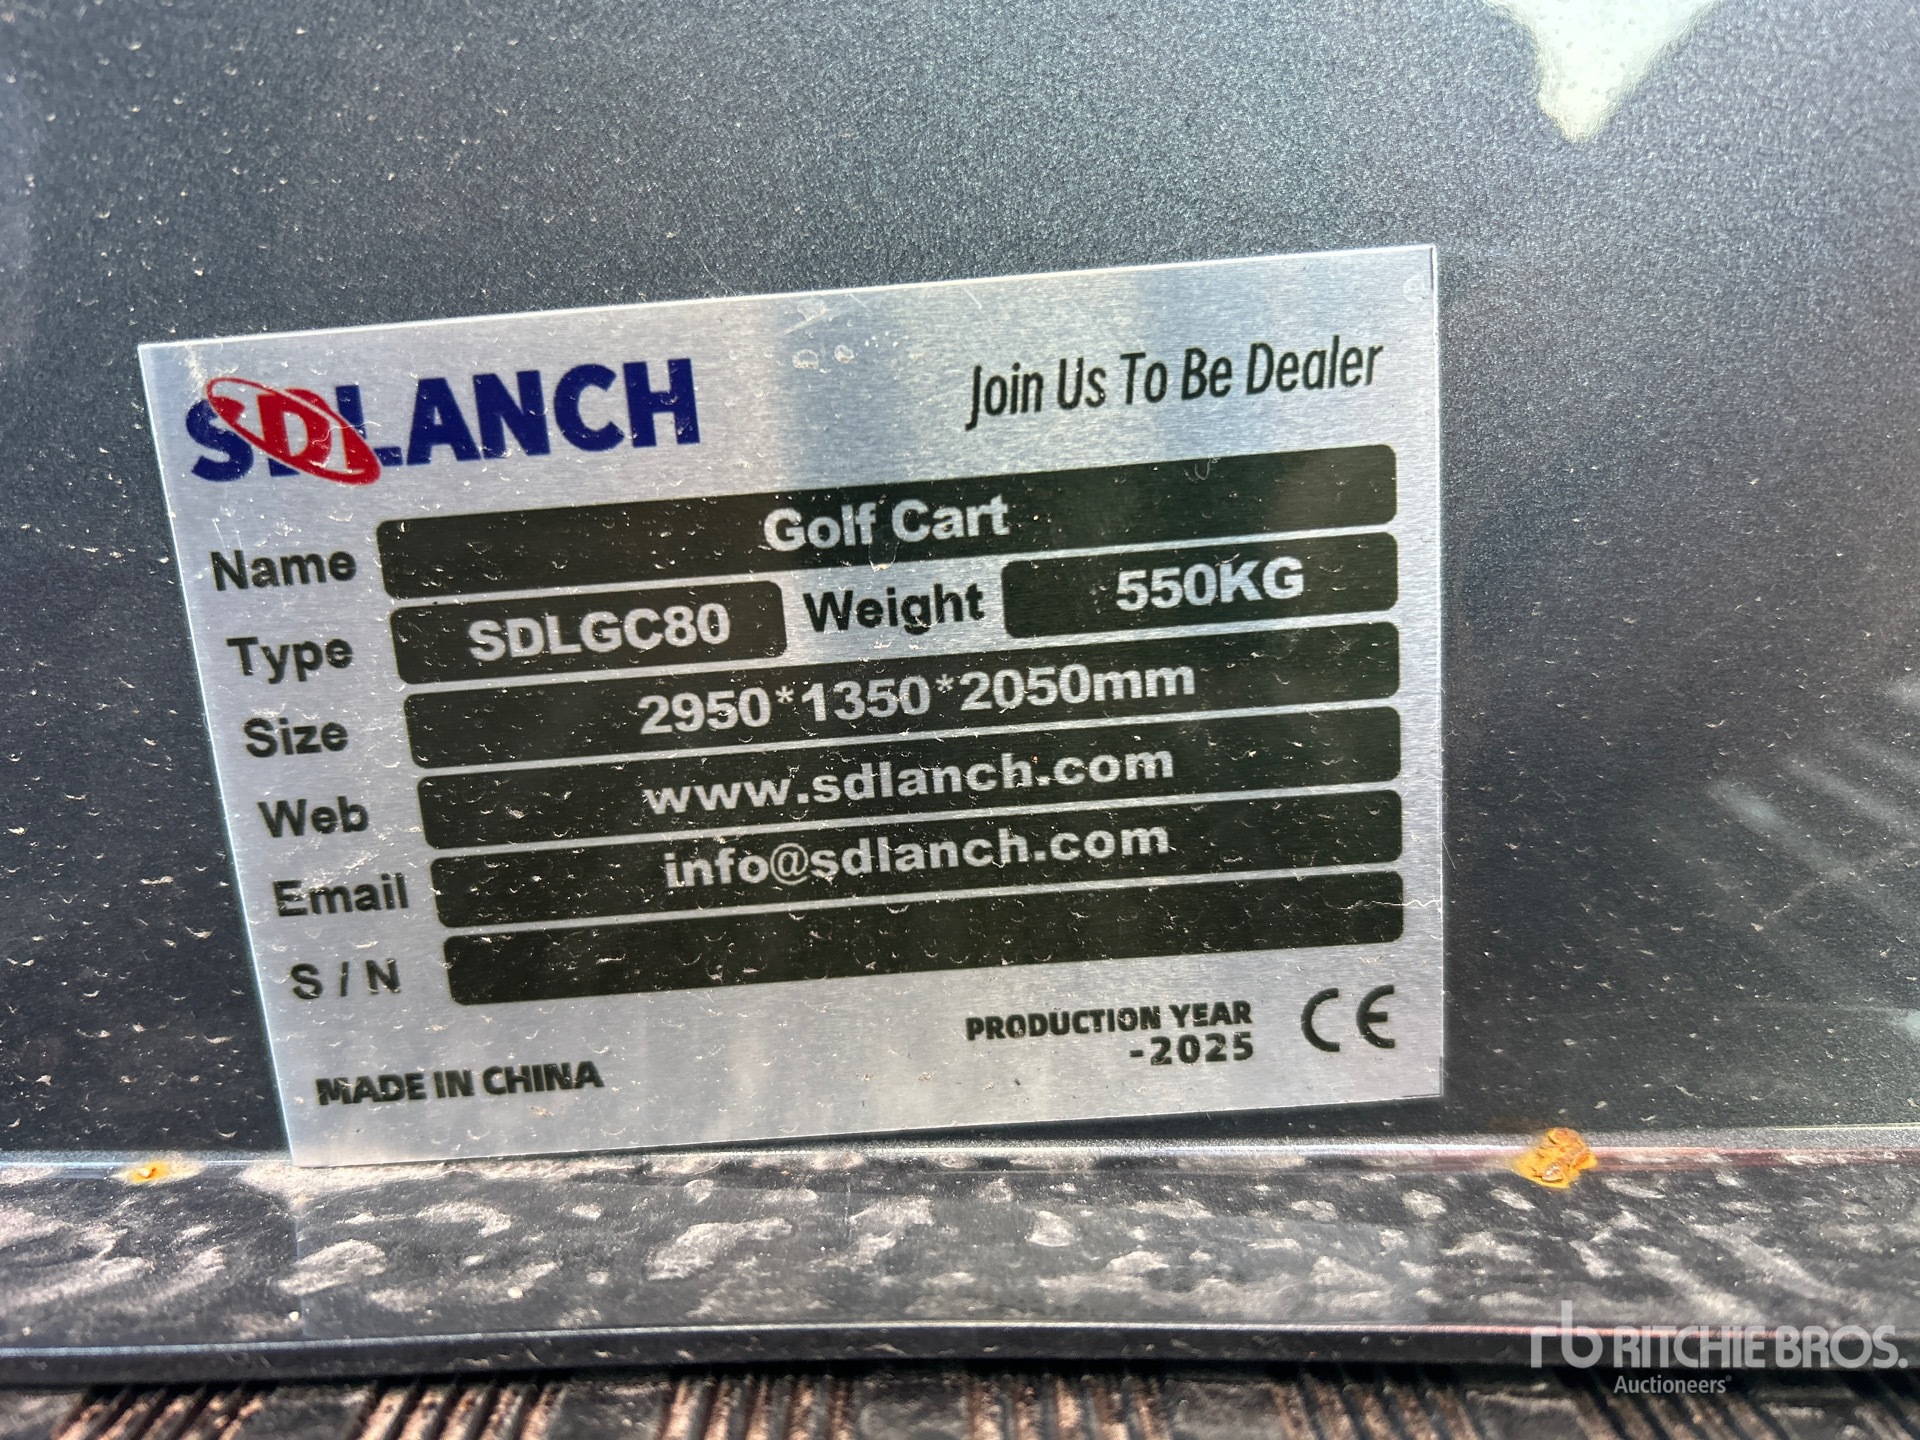 SDLANCH
Join Us To Be Dealer
Name Golf Cart
Type SDLGC80 Weight 550KG
Size 2950*1350*2050mm
Web www.sdlanch.com
Email info@sdlanch.com
S / N
PRODUCTION YEAR
-2025
CE
MADE IN CHINA
rb RITCHIE BROS.
Auctioneers